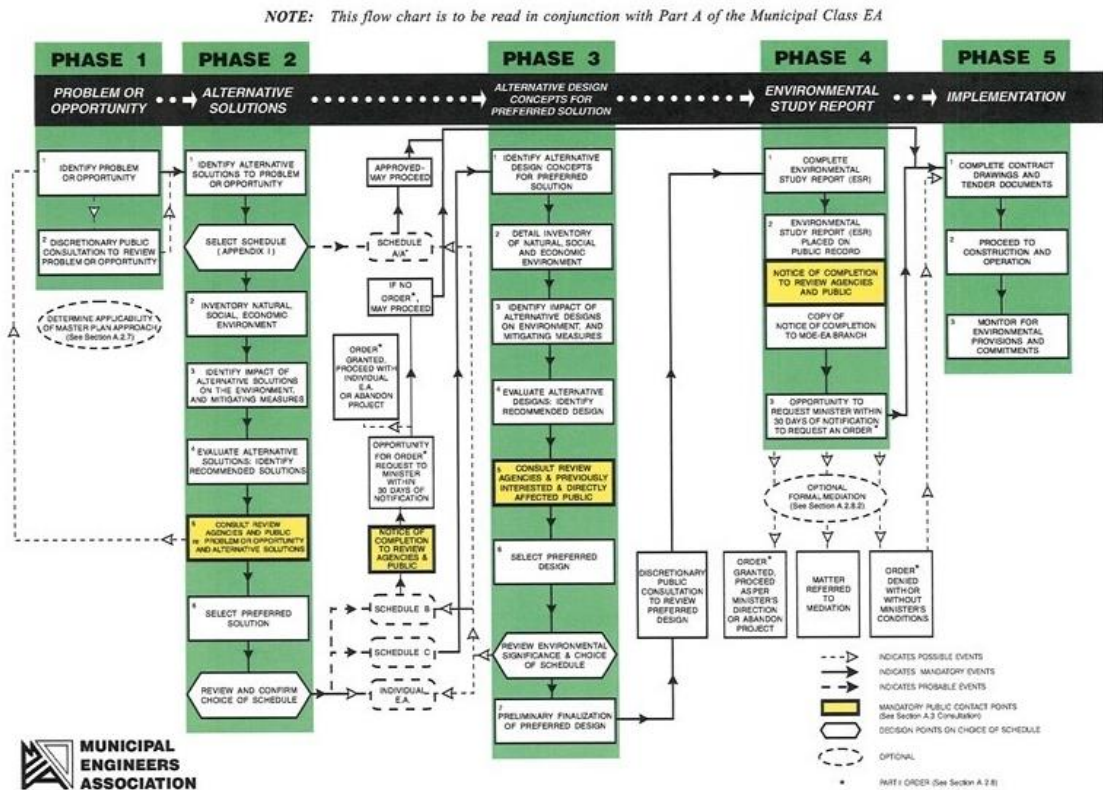 NOTE: This flow chart is to be read in conjunction with Part A of the Municipal Class EA
PHASE 1
PROBLEM OR
OPPORTUNITY
1
IDENTIFY PROBLEM
OR OPPORTUNITY
2
DISCRETIONARY PUBLIC
CONSULTATION TO REVIEW
PROBLEM OR OPPORTUNITY
DETERMINE APPLICABILITY
OF MASTER PLAN APPROACH
(See Section A.2.7)
PHASE 2
ALTERNATIVE
SOLUTIONS
1
IDENTIFY ALTERNATIVE
SOLUTIONS TO PROBLEM
OR OPPORTUNITY
SELECT SCHEDULE
(APPENDIX I)
2
INVENTORY NATURAL,
SOCIAL, ECONOMIC
ENVIRONMENT
3
IDENTIFY IMPACT OF
ALTERNATIVE SOLUTIONS
ON THE ENVIRONMENT,
AND MITIGATING MEASURES
4
EVALUATE ALTERNATIVE
SOLUTIONS: IDENTIFY
RECOMMENDED SOLUTIONS
5
CONSULT REVIEW
AGENCIES AND PUBLIC
re PROBLEM OR OPPORTUNITY
AND ALTERNATIVE SOLUTIONS
6
SELECT PREFERRED
SOLUTION
REVIEW AND CONFIRM
CHOICE OF SCHEDULE
APPROVED-
MAY PROCEED
SCHEDULE
A/A+
IF NO
ORDER*,
MAY PROCEED
ORDER*
GRANTED,
PROCEED WITH
INDIVIDUAL
E.A.
OR ABANDON
PROJECT
OPPORTUNITY
FOR ORDER*
REQUEST TO
MINISTER
WITHIN
30 DAYS OF
NOTIFICATION
NOTICE OF
COMPLETION
TO REVIEW
AGENCIES &
PUBLIC
SCHEDULE B
SCHEDULE C
INDIVIDUAL
E.A.
PHASE 3
ALTERNATIVE DESIGN
CONCEPTS FOR
PREFERRED SOLUTION
1
IDENTIFY ALTERNATIVE
DESIGN CONCEPTS
FOR PREFERRED
SOLUTION
2
DETAIL INVENTORY
OF NATURAL, SOCIAL
AND ECONOMIC
ENVIRONMENT
3
IDENTIFY IMPACT OF
ALTERNATIVE DESIGNS
ON ENVIRONMENT, AND
MITIGATING MEASURES
4
EVALUATE ALTERNATIVE
DESIGNS: IDENTIFY
RECOMMENDED DESIGN
5
CONSULT REVIEW
AGENCIES & PREVIOUSLY
INTERESTED & DIRECTLY
AFFECTED PUBLIC
6
SELECT PREFERRED
DESIGN
REVIEW ENVIRONMENTAL
SIGNIFICANCE & CHOICE
OF SCHEDULE
7
PRELIMINARY FINALIZATION
OF PREFERRED DESIGN
DISCRETIONARY
PUBLIC
CONSULTATION
TO REVIEW
PREFERRED
DESIGN
PHASE 4
ENVIRONMENTAL
STUDY REPORT
1
COMPLETE
ENVIRONMENTAL
STUDY REPORT (ESR)
2
ENVIRONMENTAL
STUDY REPORT (ESR)
PLACED ON
PUBLIC RECORD
NOTICE OF COMPLETION
TO REVIEW AGENCIES
AND PUBLIC
COPY OF
NOTICE OF COMPLETION
TO MOE-EA BRANCH
3
OPPORTUNITY TO
REQUEST MINISTER WITHIN
30 DAYS OF NOTIFICATION
TO REQUEST AN ORDER*
OPTIONAL
FORMAL MEDIATION
(See Section A.2.8.2)
ORDER*
GRANTED,
PROCEED
AS PER
MINISTER'S
DIRECTION
OR ABANDON
PROJECT
MATTER
REFERRED
TO
MEDIATION
ORDER*
DENIED
WITH OR
WITHOUT
MINISTER'S
CONDITIONS
PHASE 5
IMPLEMENTATION
1
COMPLETE CONTRACT
DRAWINGS AND
TENDER DOCUMENTS
2
PROCEED TO
CONSTRUCTION AND
OPERATION
3
MONITOR FOR
ENVIRONMENTAL
PROVISIONS AND
COMMITMENTS
INDICATES POSSIBLE EVENTS
INDICATES MANDATORY EVENTS
INDICATES PROBABLE EVENTS
MANDATORY PUBLIC CONTACT POINTS
(See Section A.3 Consultation)
DECISION POINTS ON CHOICE OF SCHEDULE
OPTIONAL
* PART II ORDER (See Section A.2.8)
MUNICIPAL
ENGINEERS
ASSOCIATION